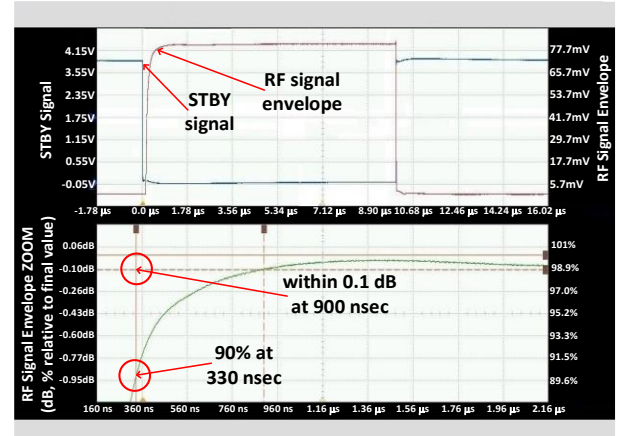 STBY Signal
4.15V
3.55V
2.35V
1.75V
1.15V
0.55V
-0.05V
RF signal
envelope
STBY
signal
77.7mV
65.7mV
53.7mV
41.7mV
29.7mV
17.7mV
5.7mV
RF Signal Envelope
-1.78 µs 0.0 µs 1.78 µs 3.56 µs 5.34 µs 7.12 µs 8.90 µs 10.68 µs 12.46 µs 14.24 µs 16.02 µs
RF Signal Envelope ZOOM
(dB, % relative to final value)
0.06dB
-0.10dB
-0.26dB
-0.43dB
-0.60dB
-0.77dB
-0.95dB
within 0.1 dB
at 900 nsec
90% at
330 nsec
101%
98.9%
97.0%
95.2%
93.3%
91.5%
89.6%
160 ns 360 ns 560 ns 760 ns 960 ns 1.16 µs 1.36 µs 1.56 µs 1.76 µs 1.96 µs 2.16 µs